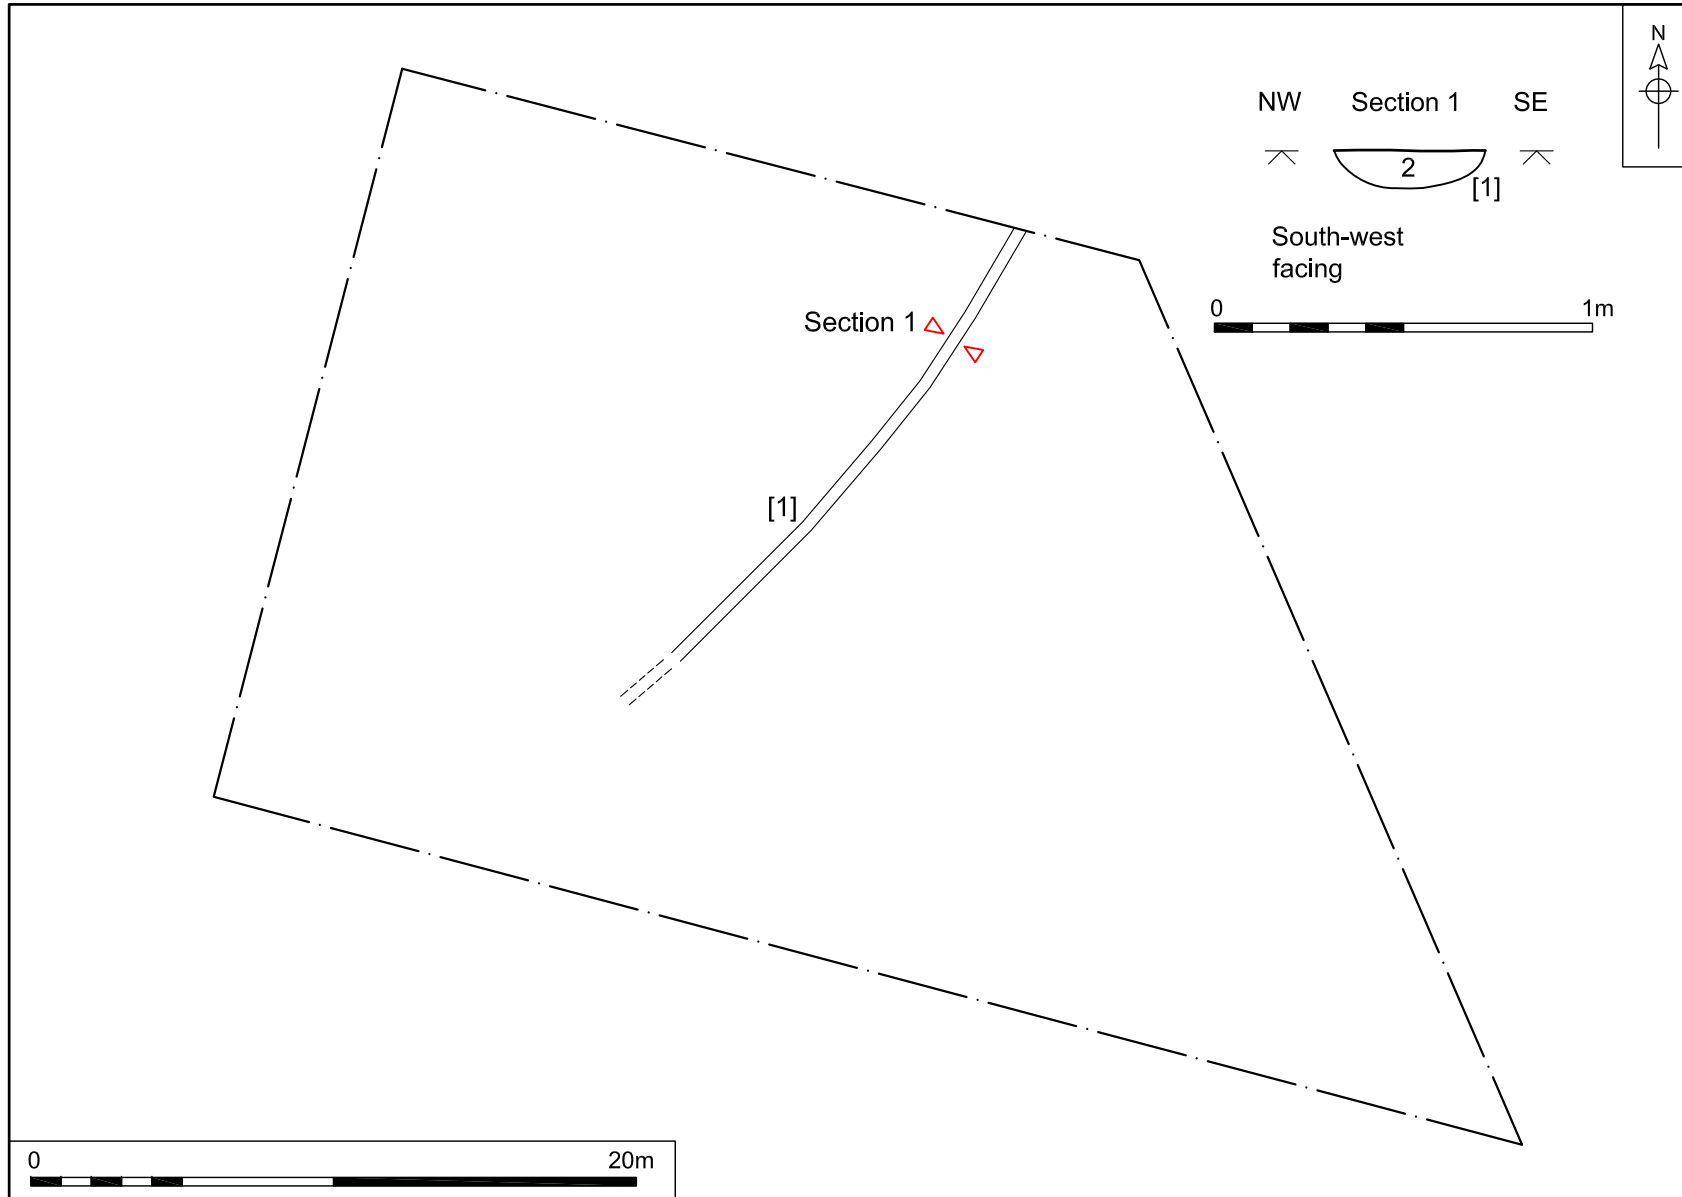 N
NW Section 1 SE
2
[1]
South-west
facing
0 1m
Section 1
[1]
0 20m